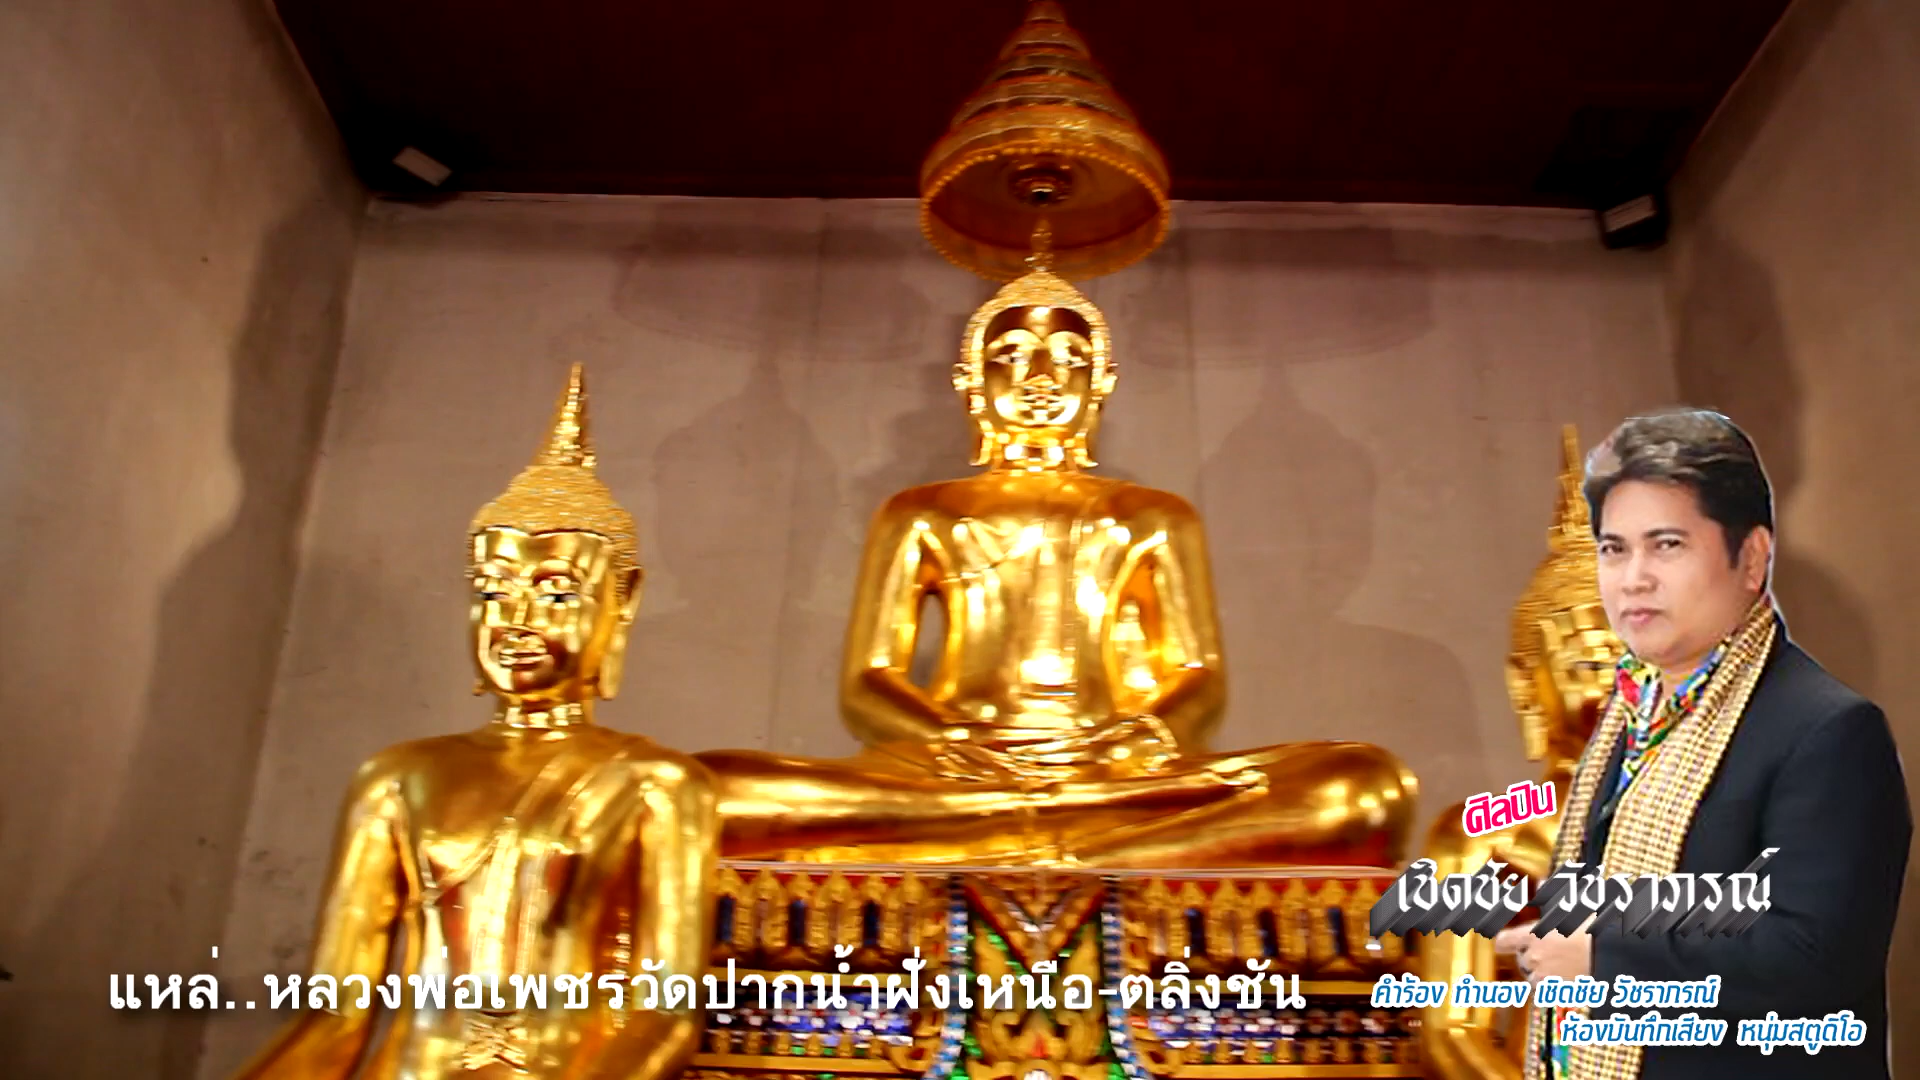 ศิลปิน
เชิดชัย วัชราภรณ์
แหล่..หลวงพ่อเพชรวัดปากน้ำฝั่งเหนือ-ตลิ่งชัน
คำร้อง ทำนอง เชิดชัย วัชราภรณ์
ห้องบันทึกเสียง หนุ่มสตูดิโอ